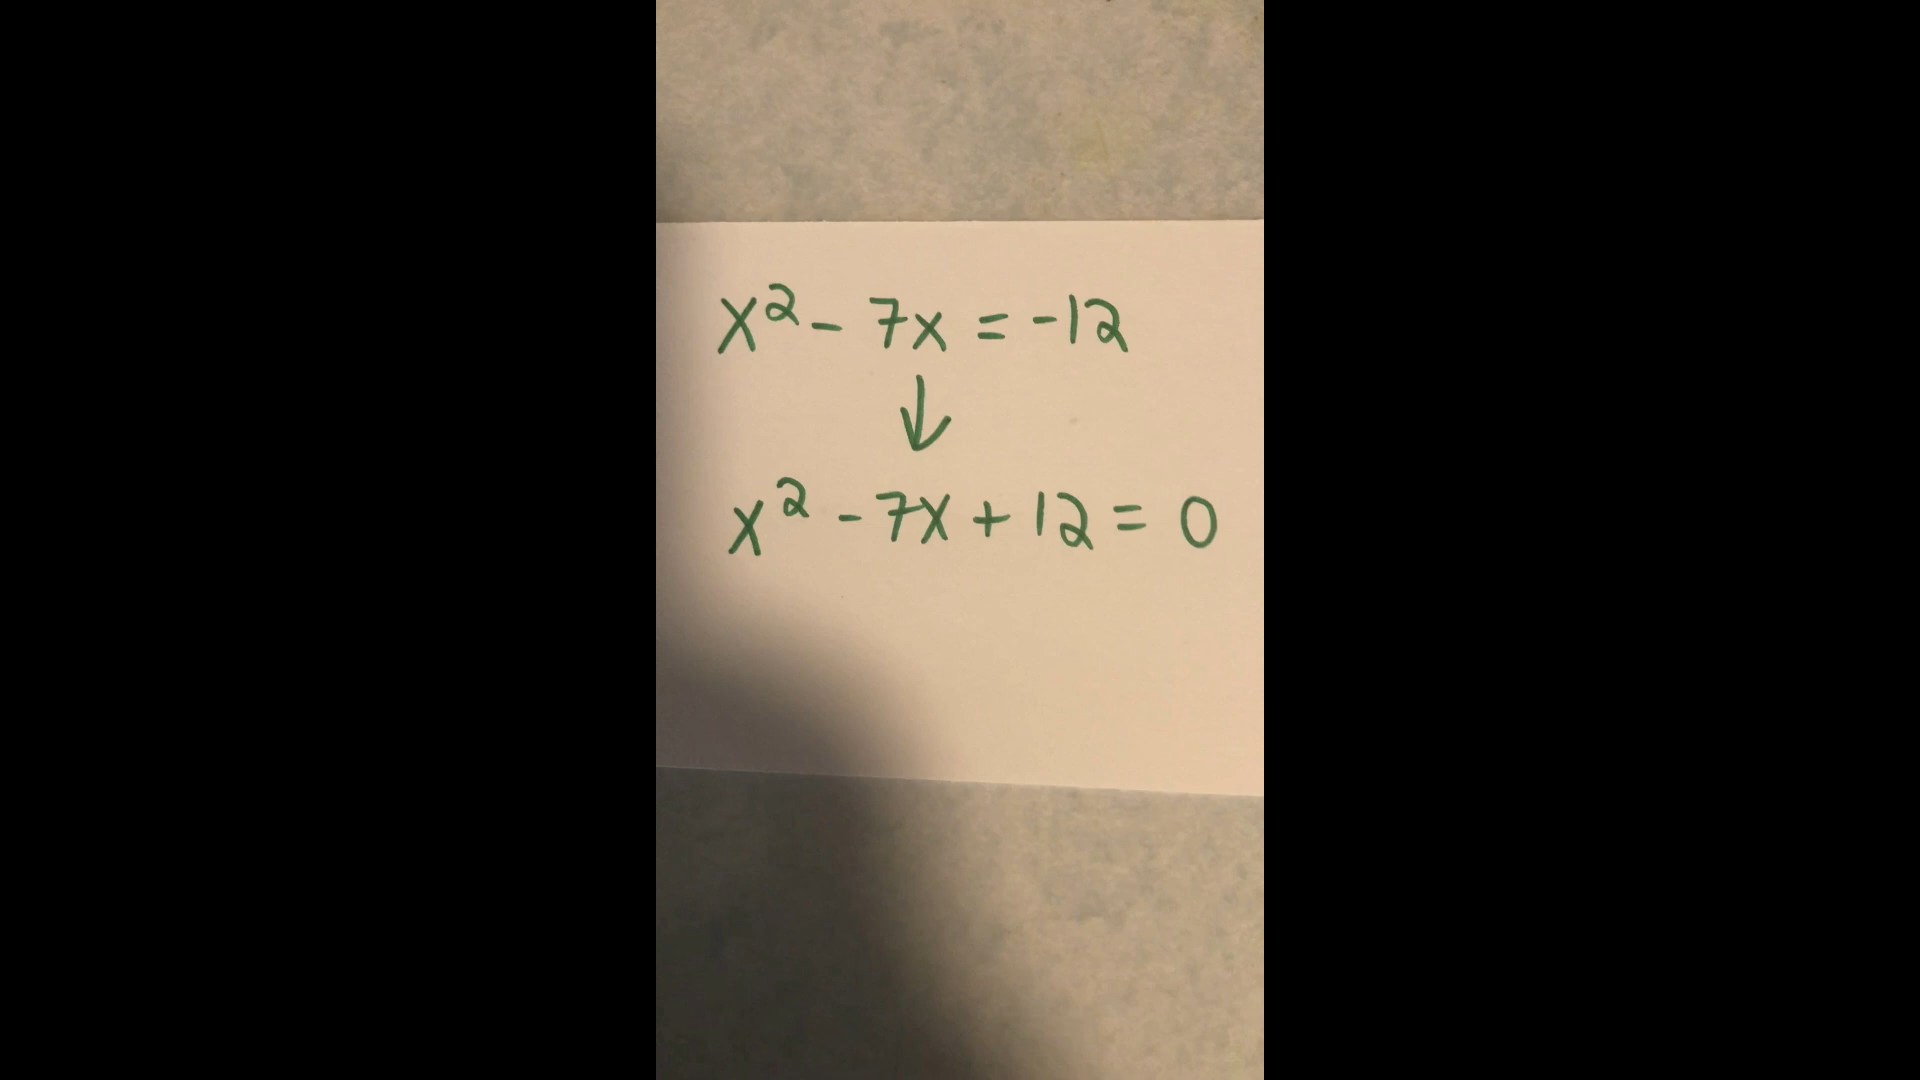 x² - 7x = -12
↓
x² - 7x + 12 = 0